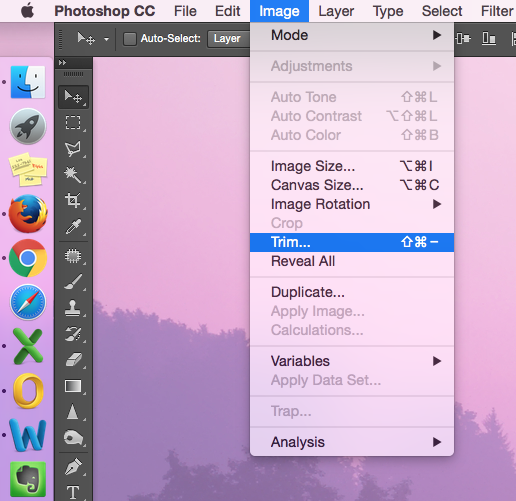 Photoshop CC File Edit Image Layer Type Select Filter
Auto-Select: Layer
Mode
Adjustments
Auto Tone ⇧⌘L
Auto Contrast ⌥⇧⌘L
Auto Color ⇧⌘B
Image Size... ⌥⌘I
Canvas Size... ⌥⌘C
Image Rotation
Crop
Trim... ⇧⌘–
Reveal All
Duplicate...
Apply Image...
Calculations...
Variables
Apply Data Set...
Trap...
Analysis
T